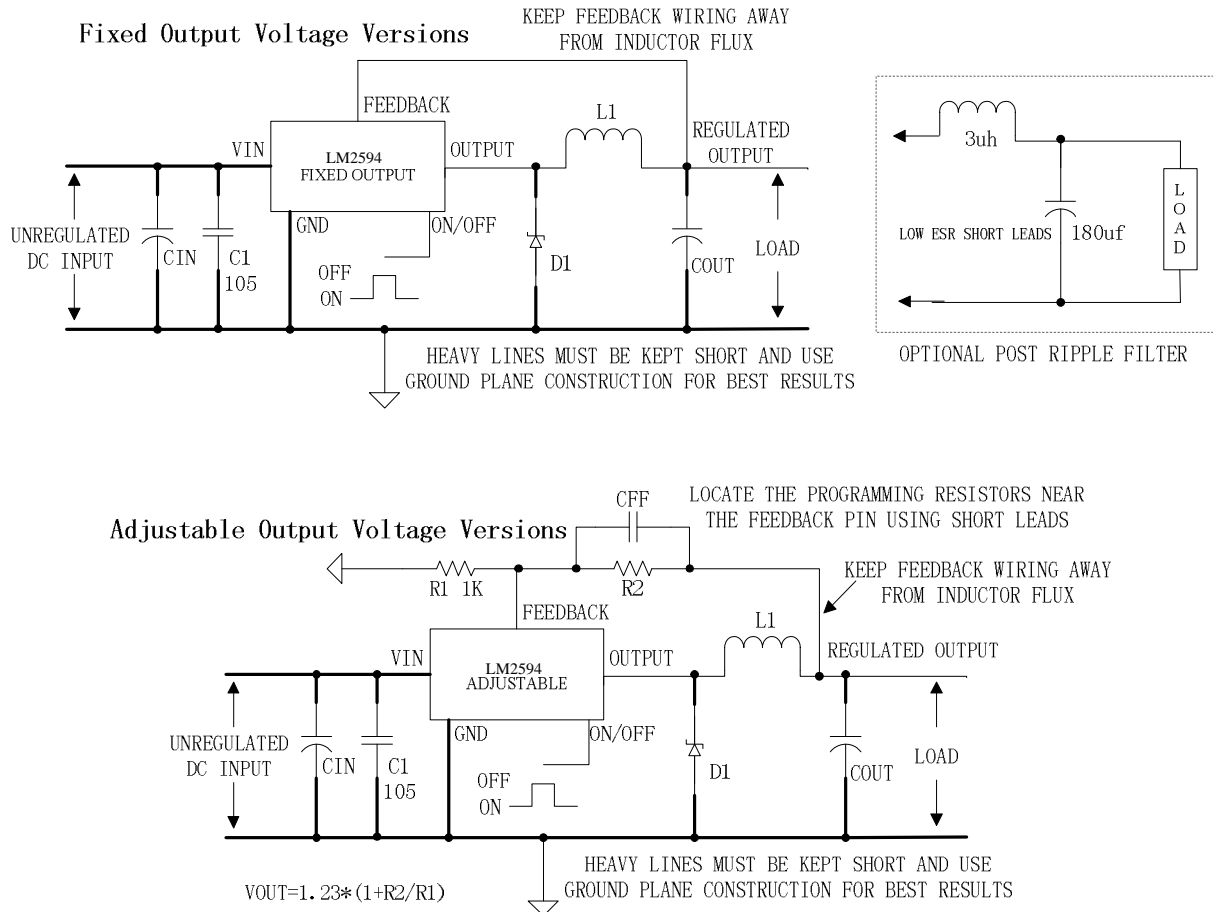 KEEP FEEDBACK WIRING AWAY
FROM INDUCTOR FLUX
Fixed Output Voltage Versions
FEEDBACK
L1
VIN
LM2594
FIXED OUTPUT
OUTPUT
REGULATED
OUTPUT
GND
ON/OFF
UNREGULATED
DC INPUT
CIN
C1
105
OFF
ON
D1
COUT
LOAD
HEAVY LINES MUST BE KEPT SHORT AND USE
GROUND PLANE CONSTRUCTION FOR BEST RESULTS
3uh
LOW ESR SHORT LEADS
180uf
LOAD
OPTIONAL POST RIPPLE FILTER
Adjustable Output Voltage Versions
CFF
LOCATE THE PROGRAMMING RESISTORS NEAR
THE FEEDBACK PIN USING SHORT LEADS
R1 1K
R2
KEEP FEEDBACK WIRING AWAY
FROM INDUCTOR FLUX
FEEDBACK
L1
VIN
LM2594
ADJUSTABLE
OUTPUT
REGULATED OUTPUT
GND
ON/OFF
UNREGULATED
DC INPUT
CIN
C1
105
OFF
ON
D1
COUT
LOAD
HEAVY LINES MUST BE KEPT SHORT AND USE
GROUND PLANE CONSTRUCTION FOR BEST RESULTS
VOUT=1.23*(1+R2/R1)